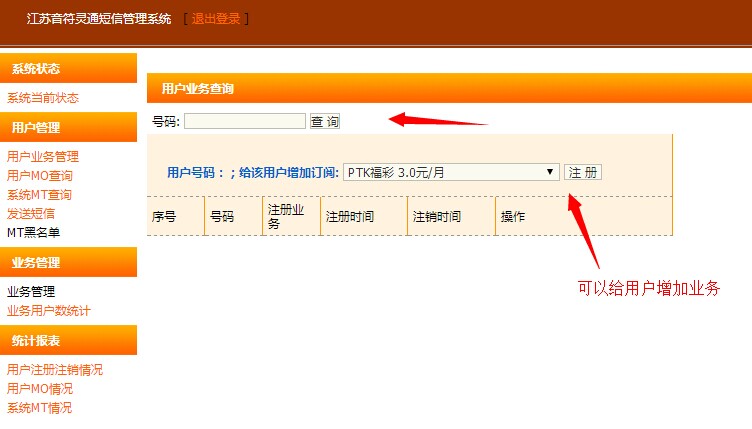 江苏音符灵通短信管理系统 [ 退出登录 ]
系统状态
系统当前状态
用户管理
用户业务管理
用户MO查询
系统MT查询
发送短信
MT黑名单
业务管理
业务管理
业务用户数统计
统计报表
用户注册注销情况
用户MO情况
系统MT情况
用户业务查询
号码: 查 询
用户号码： ; 给该用户增加订阅: PTK福彩 3.0元/月 注 册
序号 号码 注册业务 注册时间 注销时间 操作
可以给用户增加业务